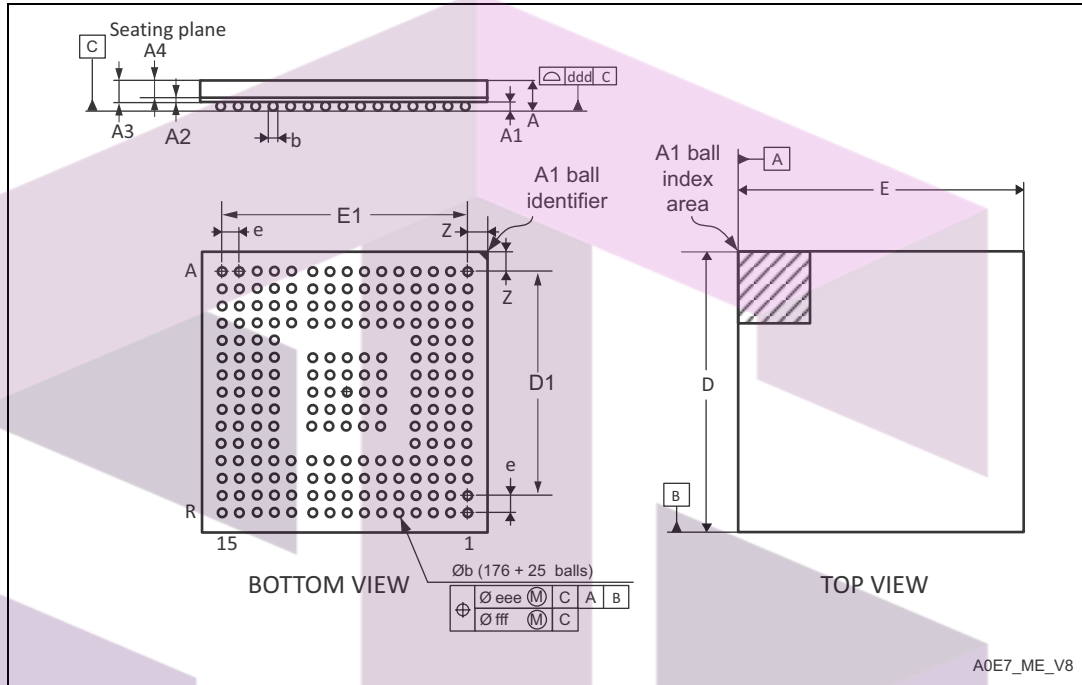 Seating plane
C
A4
ddd C
A3
A2
b
A1
A
A1 ball
identifier
A1 ball
index
area
A
E
E1
e
Z
A
Z
D1
D
e
B
R
15
1
Øb (176 + 25 balls)
BOTTOM VIEW
TOP VIEW
Ø eee Ⓜ C A B
Ø fff Ⓜ C
A0E7_ME_V8